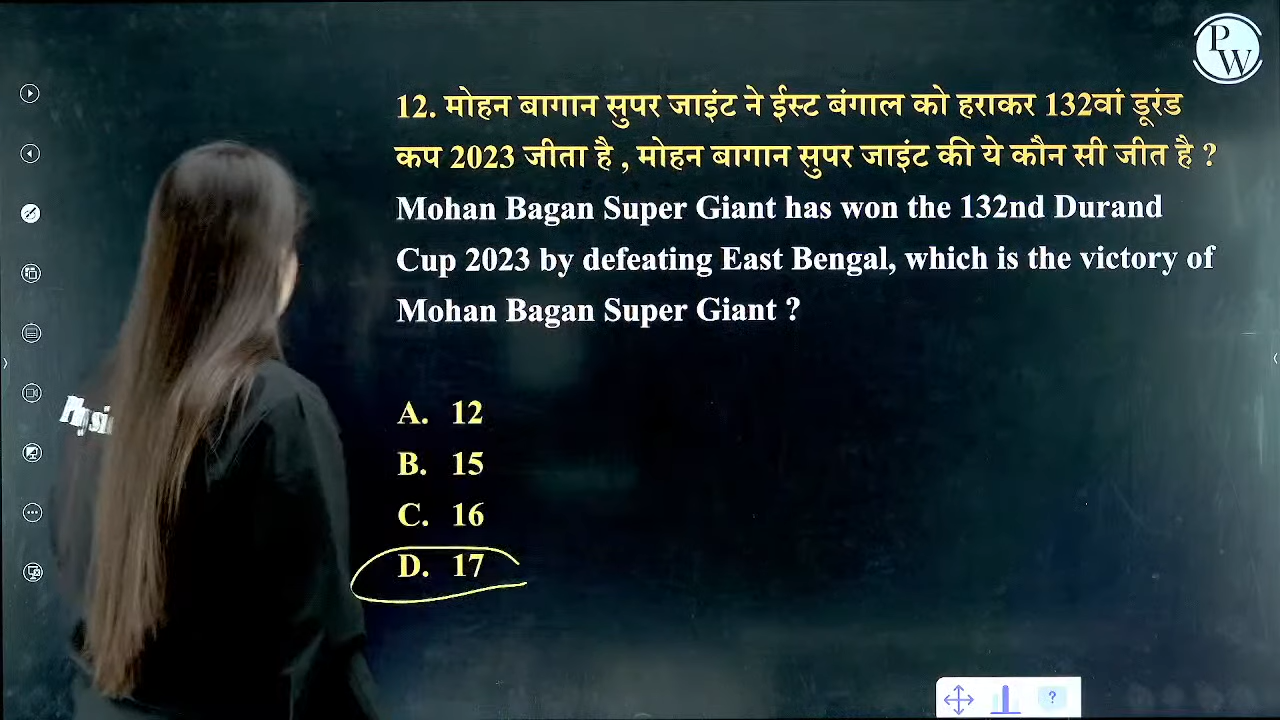 PW
12. मोहन बागान सुपर जाइंट ने ईस्ट बंगाल को हराकर 132वां डूरंड
कप 2023 जीता है , मोहन बागान सुपर जाइंट की ये कौन सी जीत है ?
Mohan Bagan Super Giant has won the 132nd Durand
Cup 2023 by defeating East Bengal, which is the victory of
Mohan Bagan Super Giant ?
A. 12
B. 15
C. 16
D. 17